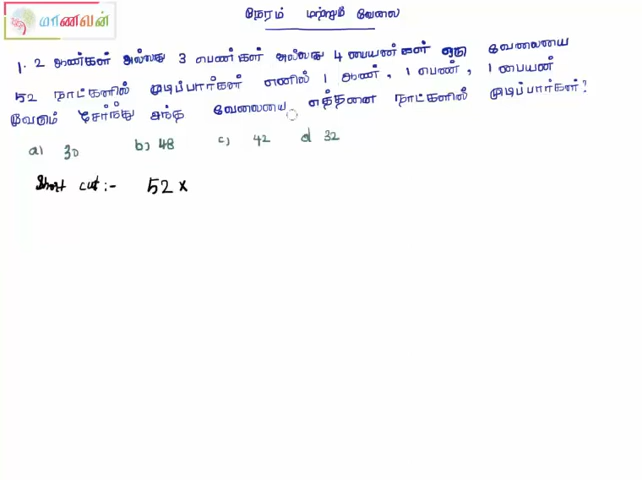 மாணவன்
நேரம் மற்றும் வேலை
1. 2 ஆண்கள் அல்லது 3 பெண்கள் அல்லது 4 பையன்கள் ஒரு வேலையை
52 நாட்களில் முடிப்பார்கள் எனில் 1 ஆண், 1 பெண், 1 பையன்
மூவரும் சேர்ந்து அந்த வேலையை எத்தனை நாட்களில் முடிப்பார்கள்?
a) 30 b) 48 c) 42 d 32
Short cut :- 52 x